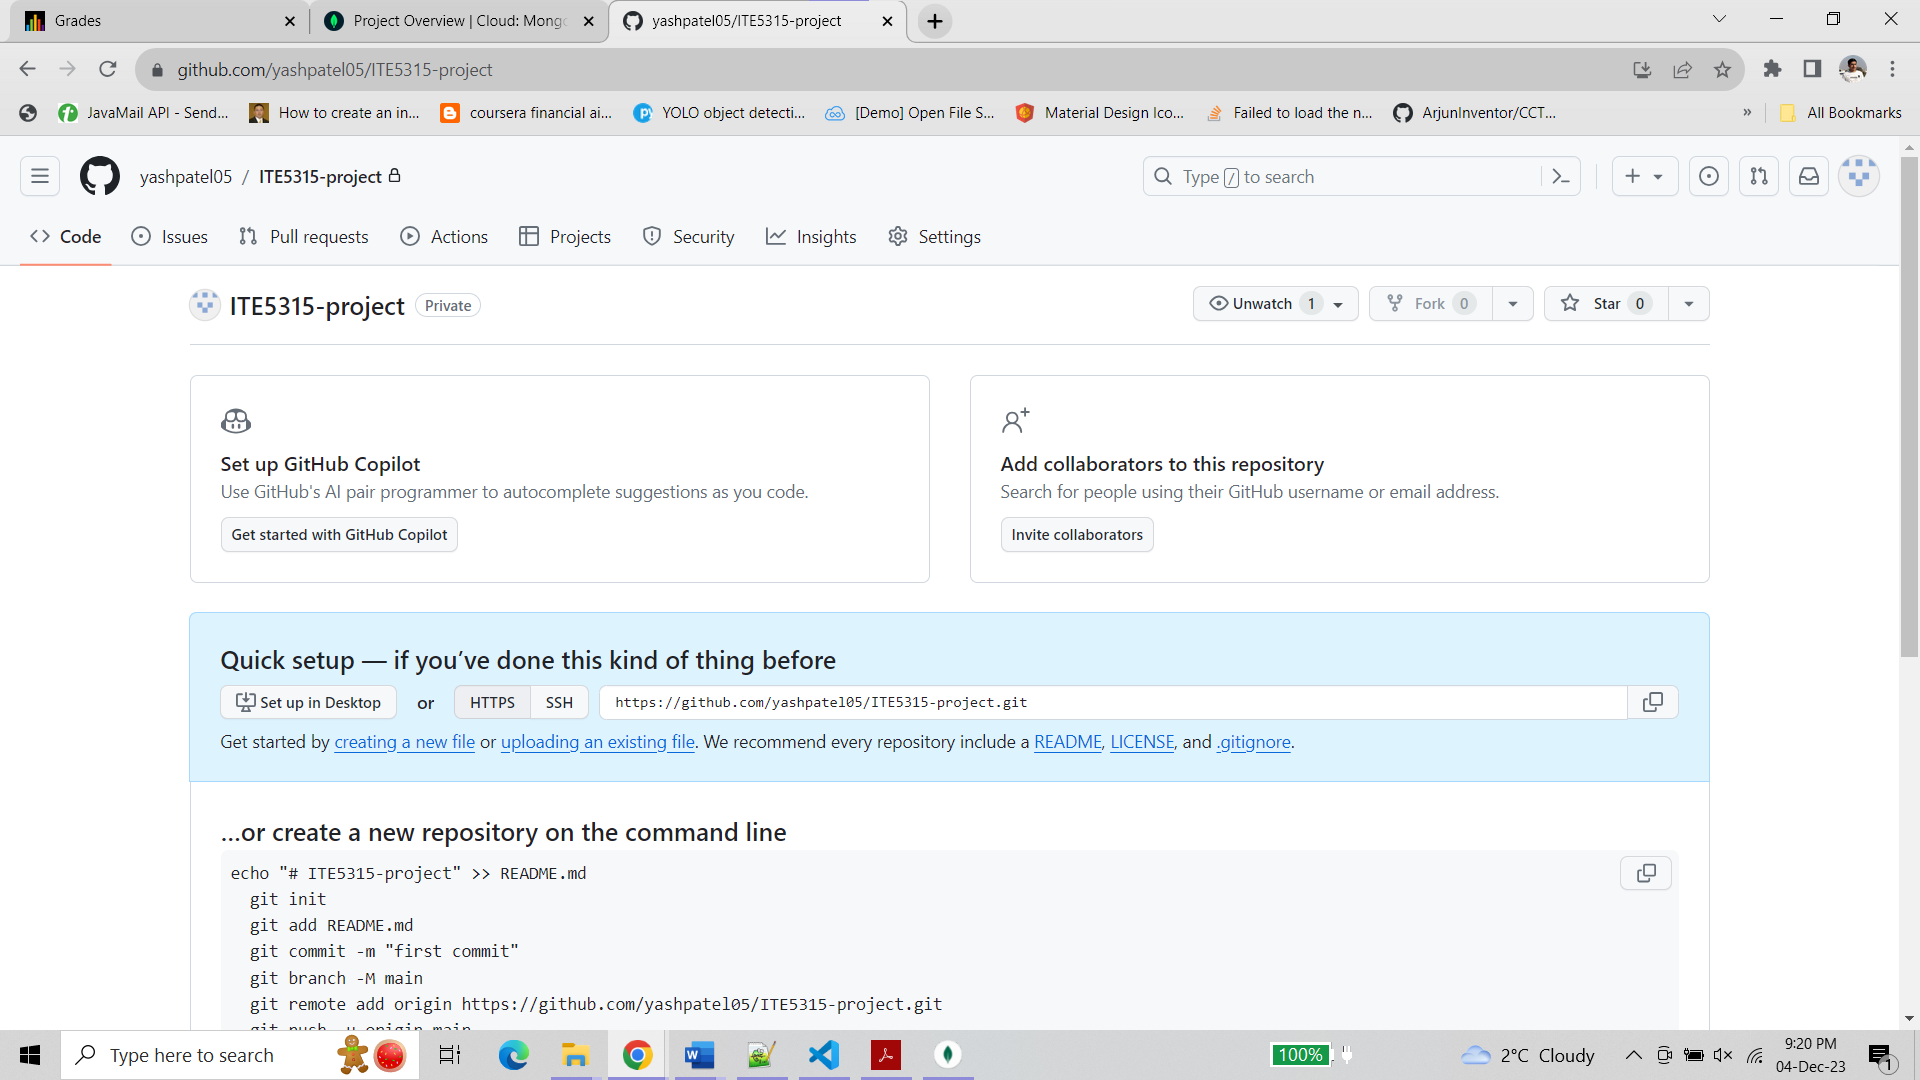 Grades
Project Overview | Cloud: Mong
yashpatel05/ITE5315-project
github.com/yashpatel05/ITE5315-project
JavaMail API - Send...
How to create an in...
coursera financial ai...
YOLO object detecti...
[Demo] Open File S...
Material Design Ico...
Failed to load the n...
ArjunInventor/CCT...
»
All Bookmarks
yashpatel05 / ITE5315-project
Type / to search
Code
Issues
Pull requests
Actions
Projects
Security
Insights
Settings
ITE5315-project Private
Unwatch 1
Fork 0
Star 0
Set up GitHub Copilot
Use GitHub's AI pair programmer to autocomplete suggestions as you code.
Get started with GitHub Copilot
Add collaborators to this repository
Search for people using their GitHub username or email address.
Invite collaborators
Quick setup — if you’ve done this kind of thing before
Set up in Desktop or HTTPS SSH https://github.com/yashpatel05/ITE5315-project.git
Get started by creating a new file or uploading an existing file. We recommend every repository include a README, LICENSE, and .gitignore.
…or create a new repository on the command line
echo "# ITE5315-project" >> README.md
git init
git add README.md
git commit -m "first commit"
git branch -M main
git remote add origin https://github.com/yashpatel05/ITE5315-project.git
git push -u origin main
Type here to search
100%
2°C Cloudy
9:20 PM
04-Dec-23
1